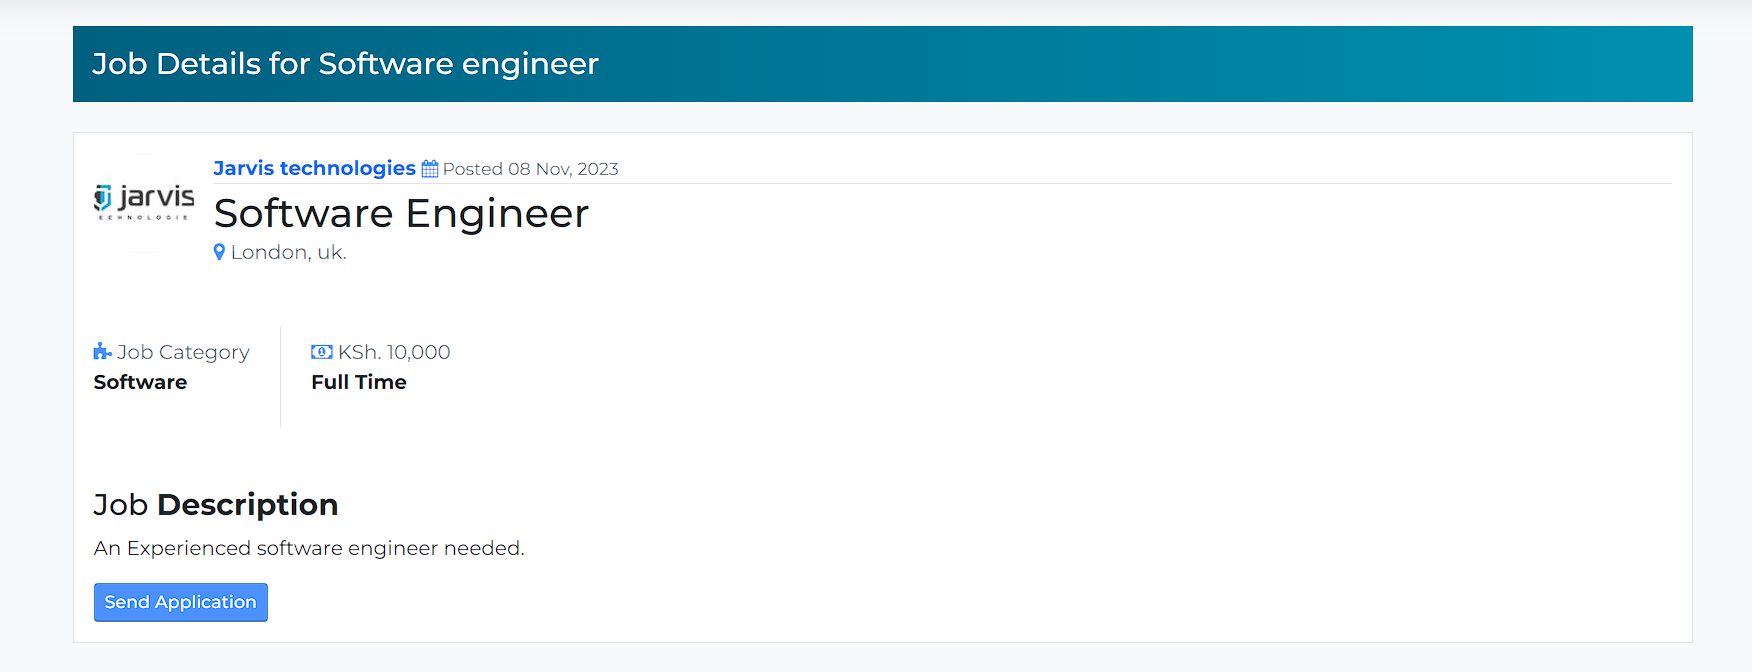 Job Details for Software engineer
Jarvis technologies Posted 08 Nov, 2023
jarvis
ECHNOLOGIE
Software Engineer
London, uk.
Job Category
Software
KSh. 10,000
Full Time
Job Description
An Experienced software engineer needed.
Send Application